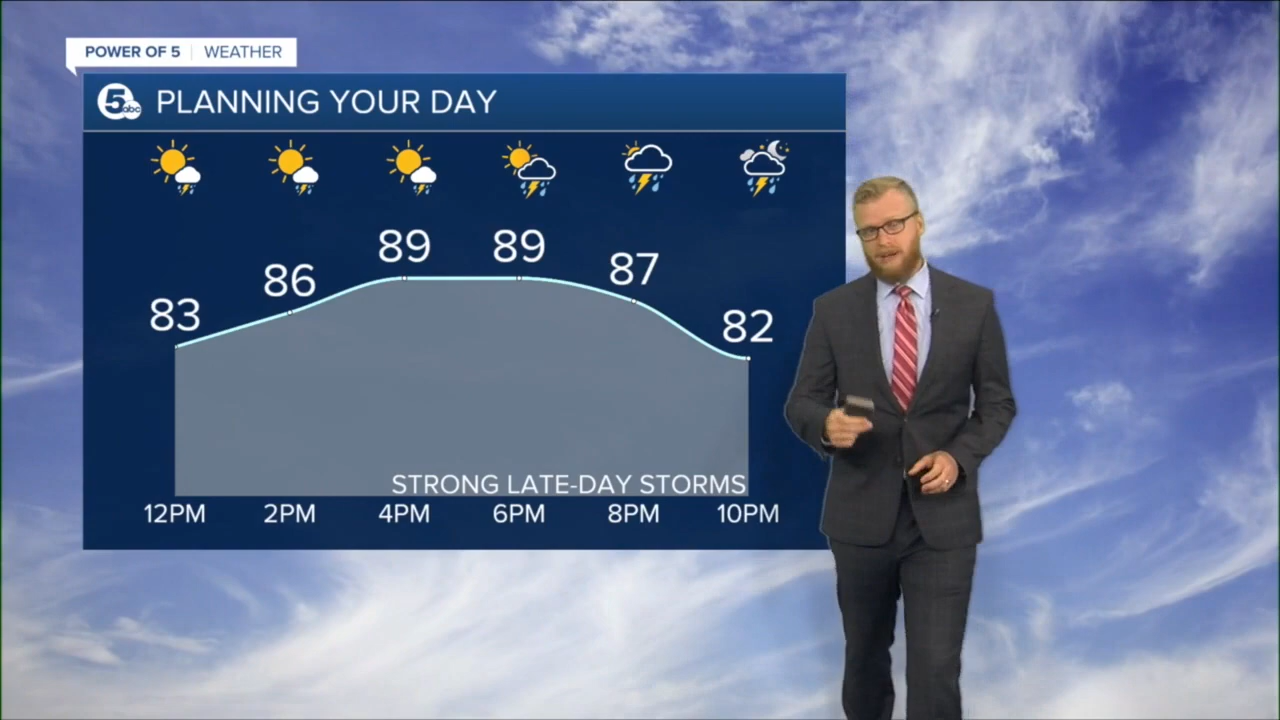 POWER OF 5 WEATHER
5 abc PLANNING YOUR DAY
83 86 89 89 87 82
STRONG LATE-DAY STORMS
12PM 2PM 4PM 6PM 8PM 10PM